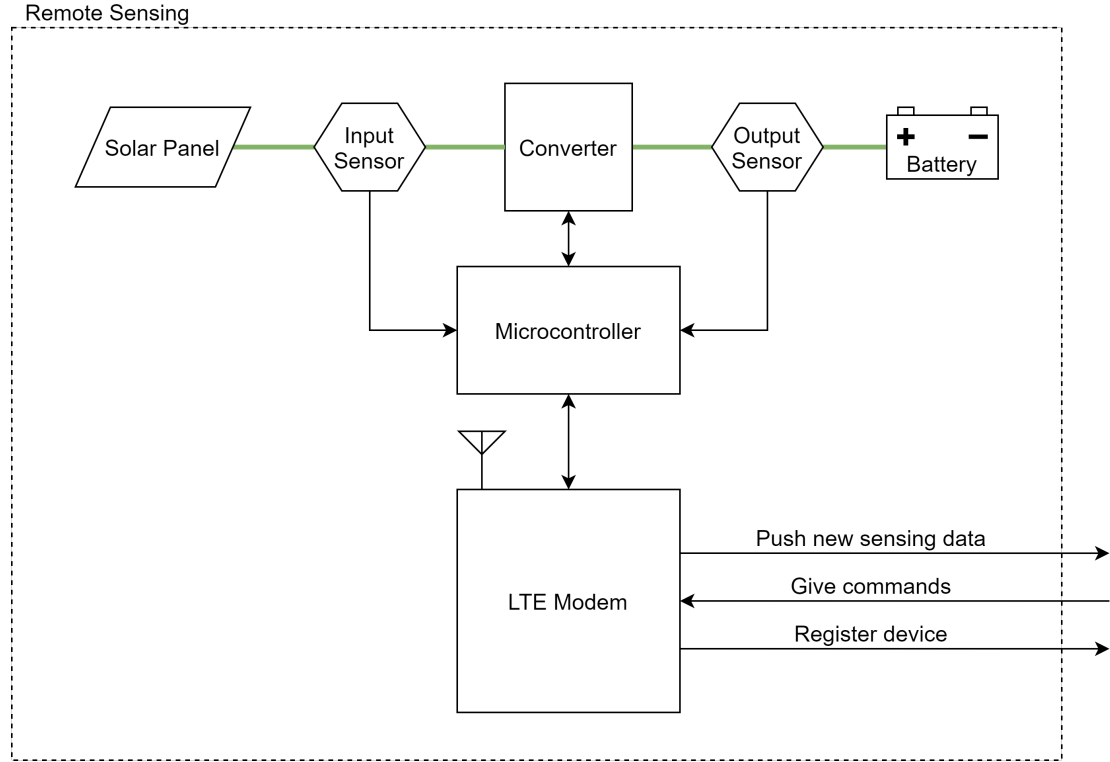 Remote Sensing
Solar Panel
Input
Sensor
Converter
Output
Sensor
+ −
Battery
Microcontroller
LTE Modem
Push new sensing data
Give commands
Register device